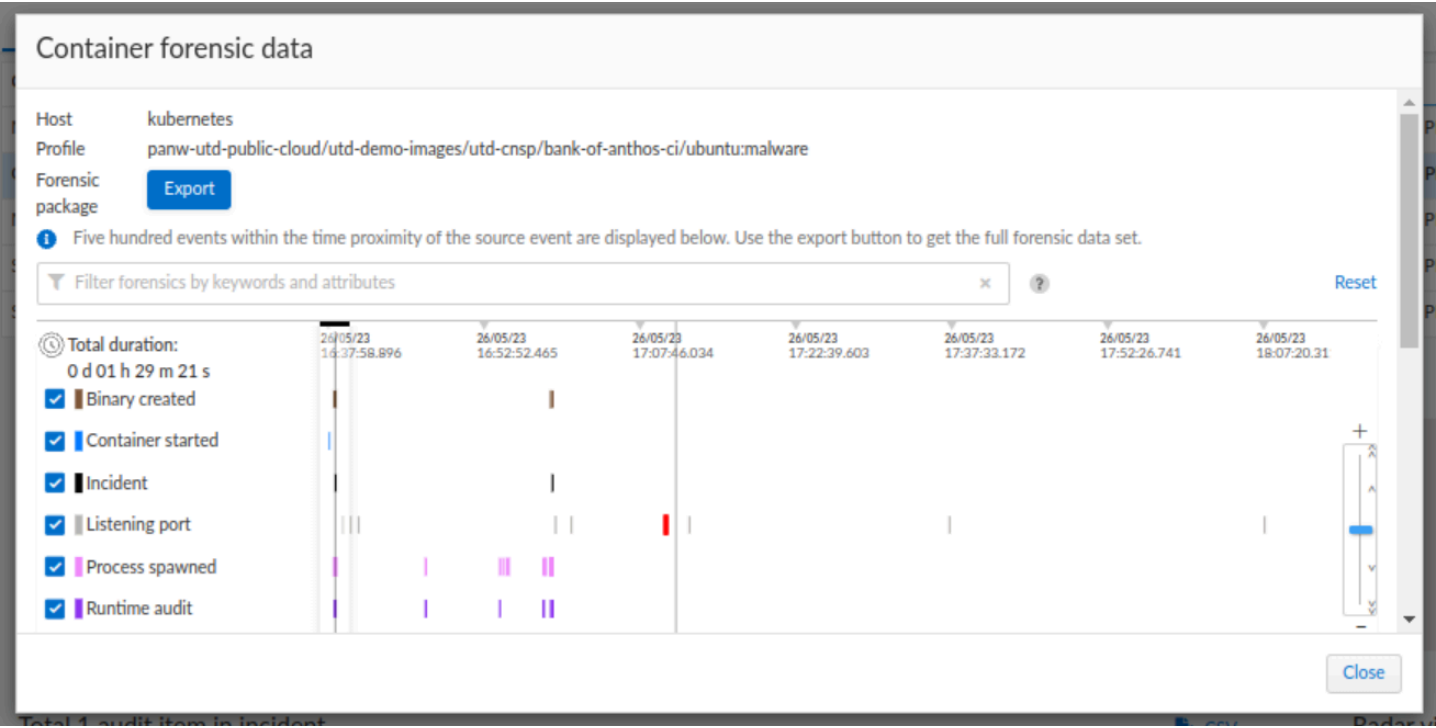 Container forensic data
Host kubernetes
Profile panw-utd-public-cloud/utd-demo-images/utd-cnsp/bank-of-anthos-ci/ubuntu:malware
Forensic package Export
Five hundred events within the time proximity of the source event are displayed below. Use the export button to get the full forensic data set.
Filter forensics by keywords and attributes × ? Reset
Total duration:
0 d 01 h 29 m 21 s
26/05/23 26/05/23 26/05/23 26/05/23 26/05/23 26/05/23 26/05/23
16:37:58.896 16:52:52.465 17:07:46.034 17:22:39.603 17:37:33.172 17:52:26.741 18:07:20.31
Binary created
Container started
Incident
Listening port
Process spawned
Runtime audit
+
−
Close
Total 1 audit item in incident CSV